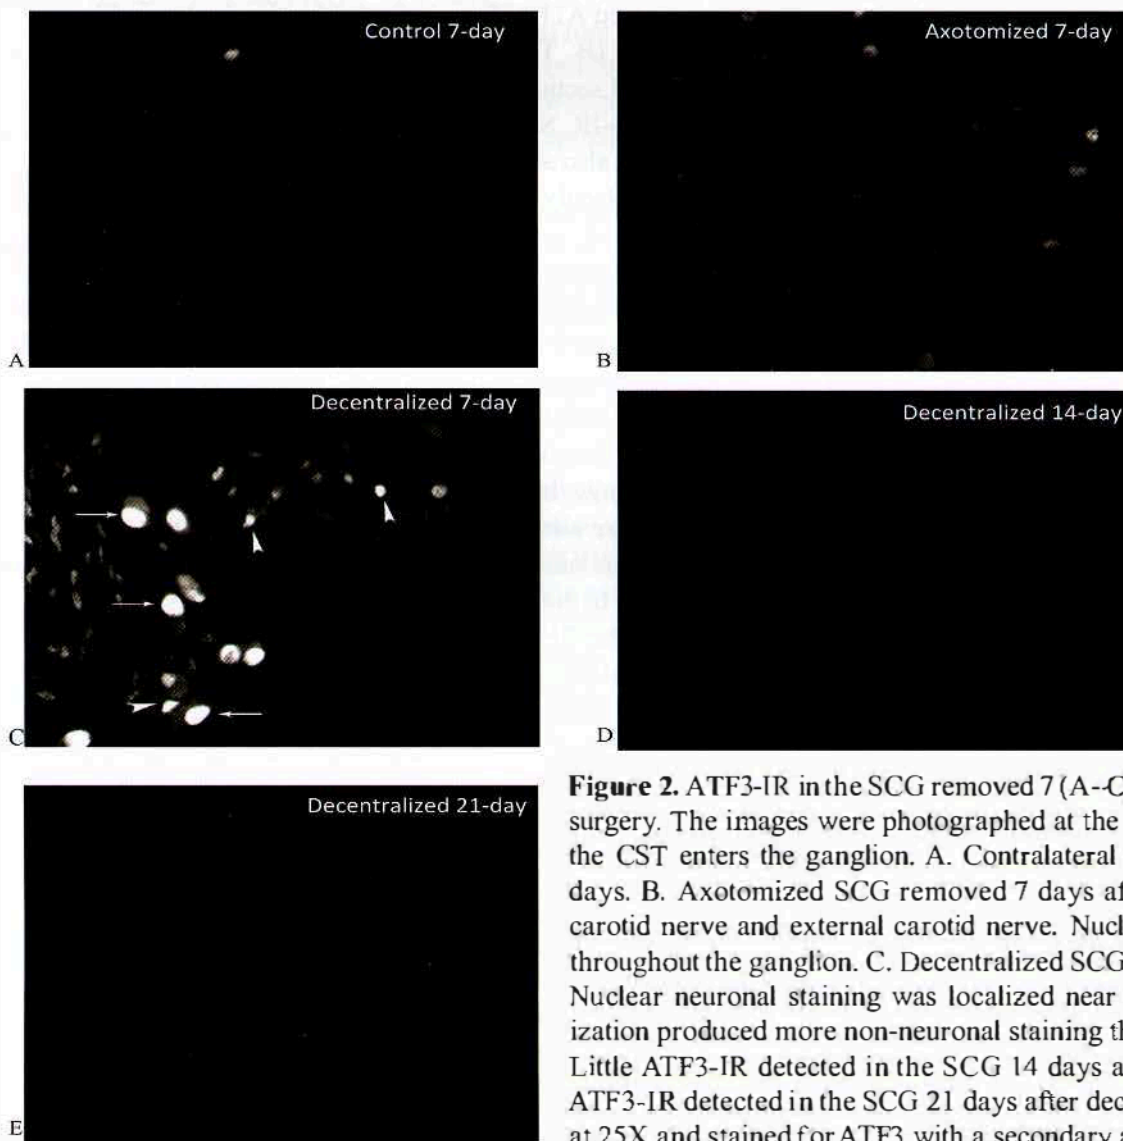 Control 7-day
Axotomized 7-day
A
B
Decentralized 7-day
Decentralized 14-day
C
D
Decentralized 21-day
E
Figure 2. ATF3-IR in the SCG removed 7 (A--C
surgery. The images were photographed at the
the CST enters the ganglion. A. Contralateral
days. B. Axotomized SCG removed 7 days af
carotid nerve and external carotid nerve. Nucl
throughout the ganglion. C. Decentralized SCG
Nuclear neuronal staining was localized near
ization produced more non-neuronal staining th
Little ATF3-IR detected in the SCG 14 days a
ATF3-IR detected in the SCG 21 days after dec
at 25X and stained for ATF3 with a secondary a